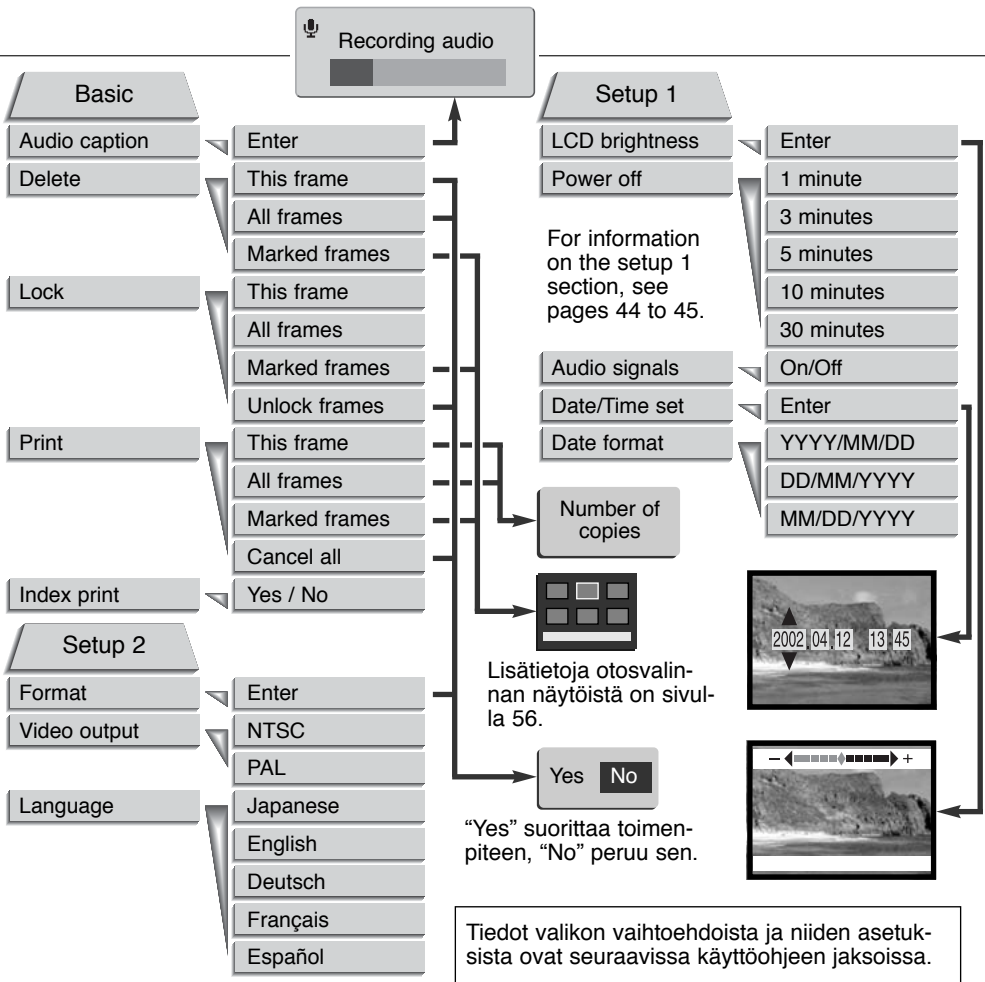 Recording audio
Basic
Audio caption
Enter
Delete
This frame
All frames
Marked frames
Lock
This frame
All frames
Marked frames
Unlock frames
Print
This frame
All frames
Marked frames
Cancel all
Index print
Yes / No
Setup 2
Format
Enter
Video output
NTSC
PAL
Language
Japanese
English
Deutsch
Français
Español
Setup 1
LCD brightness
Enter
Power off
1 minute
3 minutes
5 minutes
10 minutes
30 minutes
For information
on the setup 1
section, see
pages 44 to 45.
Audio signals
On/Off
Date/Time set
Enter
Date format
YYYY/MM/DD
DD/MM/YYYY
MM/DD/YYYY
Number of
copies
Lisätietoja otosvalin-
nan näytöistä on sivul-
la 56.
2002.04.12 13:45
Yes No
“Yes” suorittaa toimen-
piteen, “No” peruu sen.
– +
Tiedot valikon vaihtoehdoista ja niiden asetuk-
sista ovat seuraavissa käyttöohjeen jaksoissa.